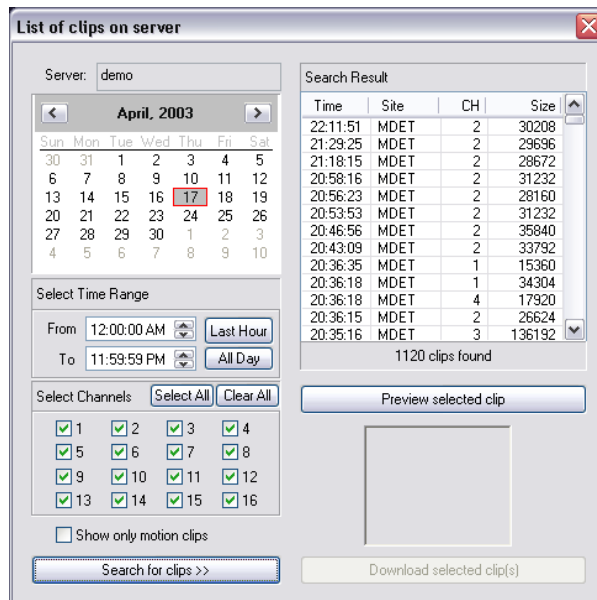 List of clips on server
Server: demo
April, 2003
Sun Mon Tue Wed Thu Fri Sat
30 31 1 2 3 4 5
6 7 8 9 10 11 12
13 14 15 16 17 18 19
20 21 22 23 24 25 26
27 28 29 30 1 2 3
4 5 6 7 8 9 10
Select Time Range
From 12:00:00 AM Last Hour
To 11:59:59 PM All Day
Select Channels Select All Clear All
1 2 3 4
5 6 7 8
9 10 11 12
13 14 15 16
Show only motion clips
Search for clips >>
Search Result
Time Site CH Size
22:11:51 MDET 2 30208
21:29:25 MDET 2 29696
21:18:15 MDET 2 28672
20:58:16 MDET 2 31232
20:56:23 MDET 2 28160
20:53:53 MDET 2 31232
20:46:56 MDET 2 35840
20:43:09 MDET 2 33792
20:36:35 MDET 1 15360
20:36:18 MDET 1 34304
20:36:18 MDET 4 17920
20:36:15 MDET 2 26624
20:35:16 MDET 3 136192
1120 clips found
Preview selected clip
Download selected clip(s)